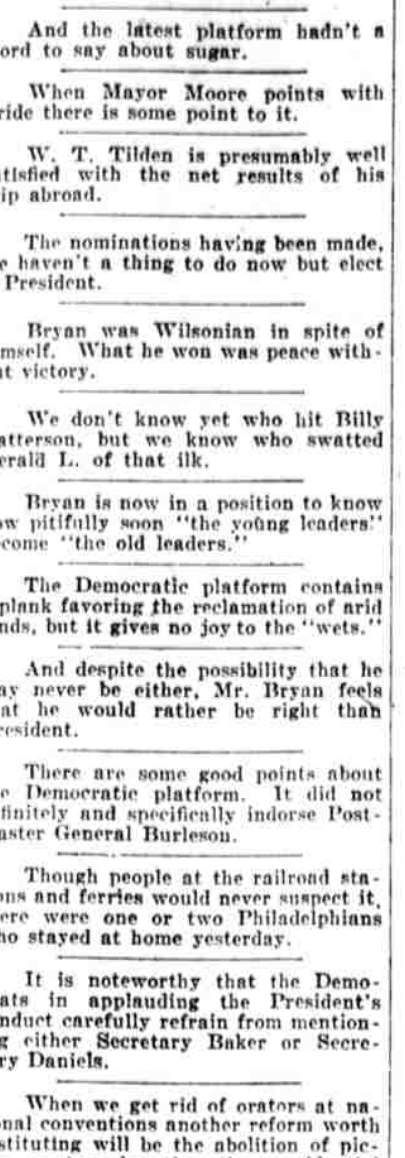 And the latest platform hadn't a
ord to say about sugar.
When Mayor Moore points with
ride there is some point to it.
W. T. Tilden is presumably well
tisfied with the net results of his
ip abroad.
The nominations having been made,
e haven't a thing to do now but elect
President.
Bryan was Wilsonian in spite of
mself. What he won was peace with-
ut victory.
We don't know yet who hit Billy
atterson, but we know who swatted
erald L. of that ilk.
Bryan is now in a position to know
ow pitifully soon "the young leaders"
come "the old leaders."
The Democratic platform contains
plank favoring the reclamation of arid
nds, but it gives no joy to the "wets."
And despite the possibility that he
ay never be either, Mr. Bryan feels
at he would rather be right than
resident.
There are some good points about
e Democratic platform. It did not
finitely and specifically indorse Post-
aster General Burleson.
Though people at the railroad sta-
ons and ferries would never suspect it,
ere were one or two Philadelphians
ho stayed at home yesterday.
It is noteworthy that the Demo-
ats in applauding the President's
nduct carefully refrain from mention-
g either Secretary Baker or Secre-
ry Daniels.
When we get rid of orators at na-
onal conventions another reform worth
stituting will be the abolition of pic-